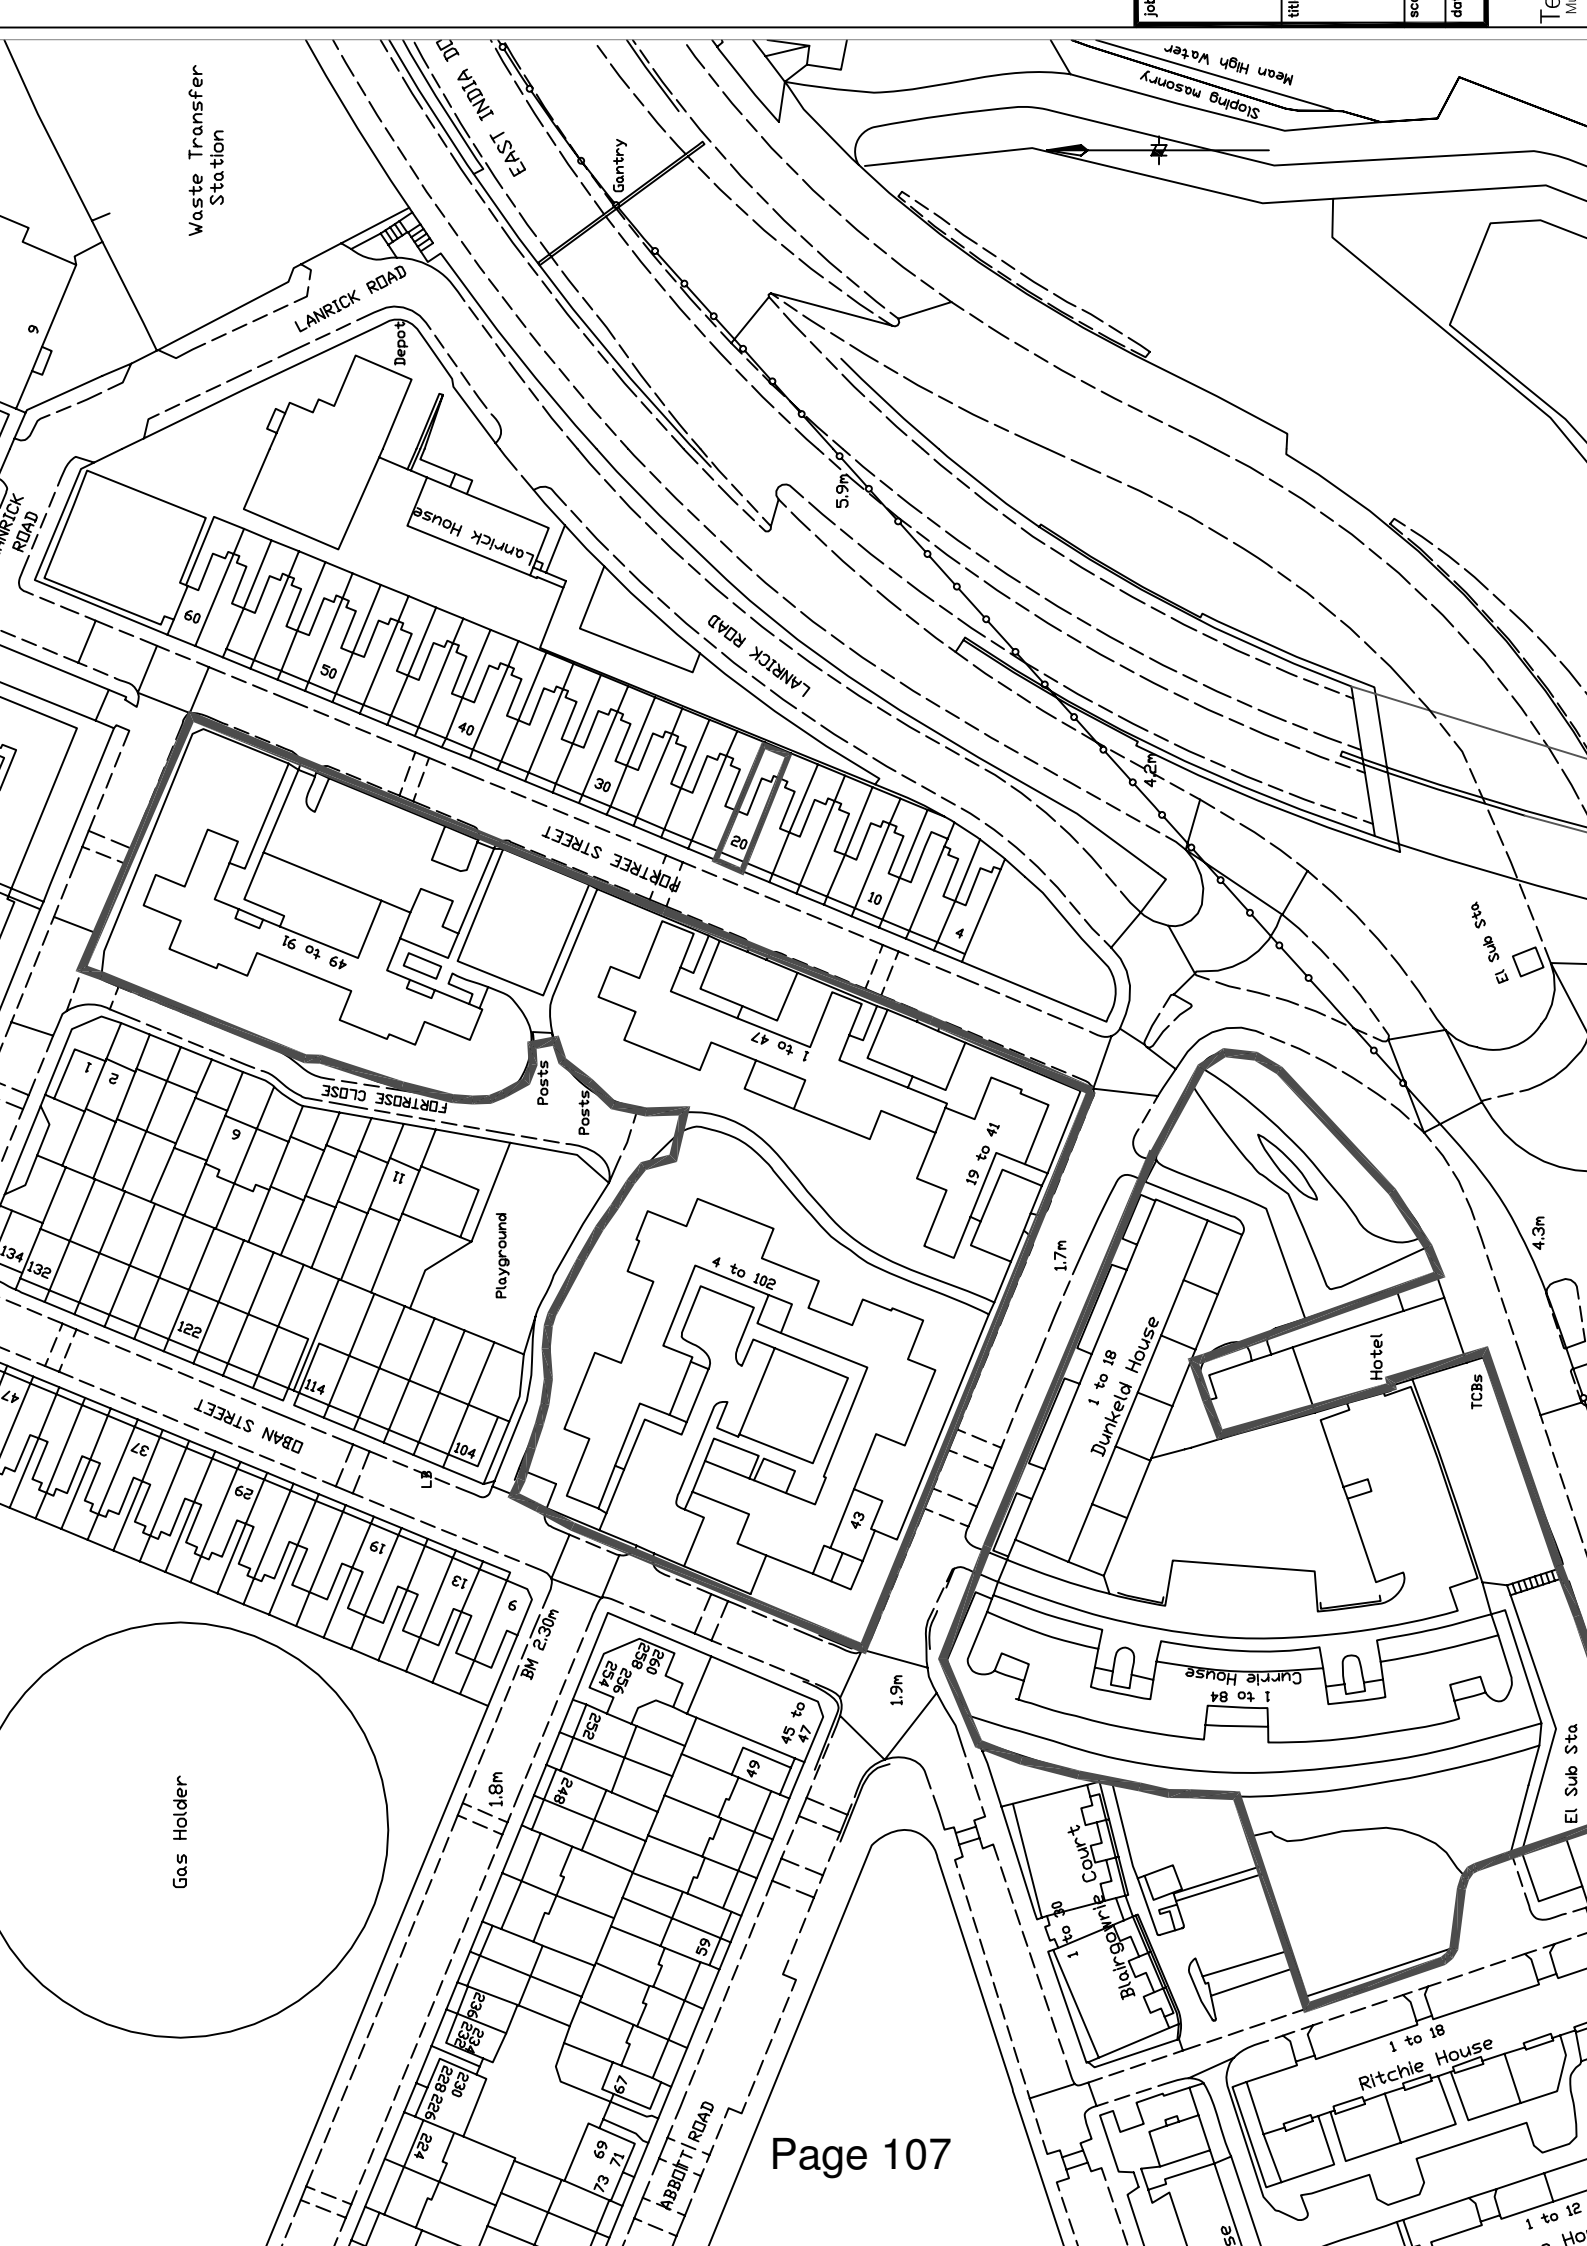 Mean High Water
Sloping masonry
EAST INDIA
Waste Transfer
Station
Gantry
LANRICK ROAD
Depot
9
Lanrick House
ROAD
5.9m
60
50
40
30
20
10
4
LANRICK ROAD
PORTREE STREET
4.2m
El Sub Sta
49 to 91
1 to 47
19 to 41
Posts
Posts
FORTROSE CLOSE
1
2
9
11
Playground
134
132
122
114
104
4 to 102
43
1.7m
4.3m
1 to 18
Dunkeld House
Hotel
TCBs
OBAN STREET
LB
47
37
29
19
13
9
BM 2.30m
1.9m
1 to 84
Currie House
El Sub Sta
Gas Holder
1.8m
260
258
256
254
252
248
45 to
47
49
59
67
69
71
73
236
234
232
230
228
226
224
ABBOTT ROAD
1 to 30
Blairgowrie Court
1 to 18
Ritchie House
1 to 12
Page 107